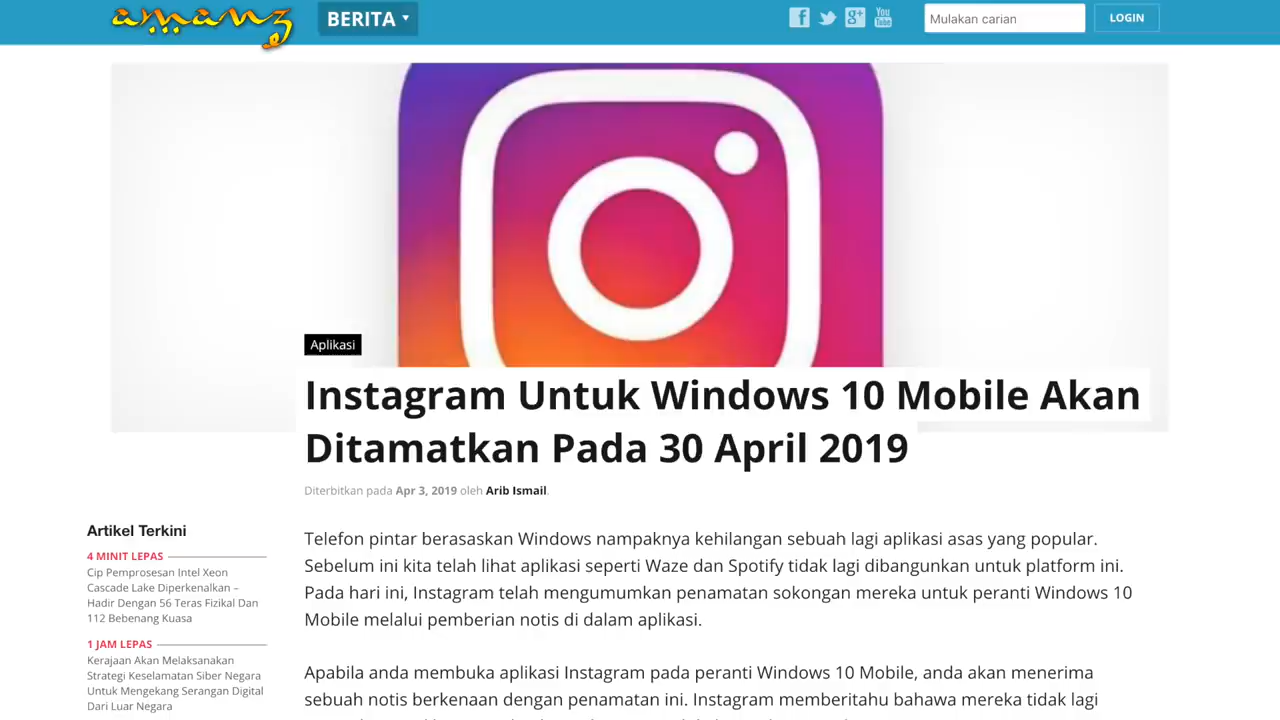 amanz
BERITA
You
Tube
Mulakan carian
LOGIN
Aplikasi
Instagram Untuk Windows 10 Mobile Akan
Ditamatkan Pada 30 April 2019
Diterbitkan pada Apr 3, 2019 oleh Arib Ismail.
Artikel Terkini
4 MINIT LEPAS
Cip Pemprosesan Intel Xeon
Cascade Lake Diperkenalkan –
Hadir Dengan 56 Teras Fizikal Dan
112 Bebenang Kuasa
1 JAM LEPAS
Kerajaan Akan Melaksanakan
Strategi Keselamatan Siber Negara
Untuk Mengekang Serangan Digital
Dari Luar Negara
Telefon pintar berasaskan Windows nampaknya kehilangan sebuah lagi aplikasi asas yang popular.
Sebelum ini kita telah lihat aplikasi seperti Waze dan Spotify tidak lagi dibangunkan untuk platform ini.
Pada hari ini, Instagram telah mengumumkan penamatan sokongan mereka untuk peranti Windows 10
Mobile melalui pemberian notis di dalam aplikasi.
Apabila anda membuka aplikasi Instagram pada peranti Windows 10 Mobile, anda akan menerima
sebuah notis berkenaan dengan penamatan ini. Instagram memberitahu bahawa mereka tidak lagi